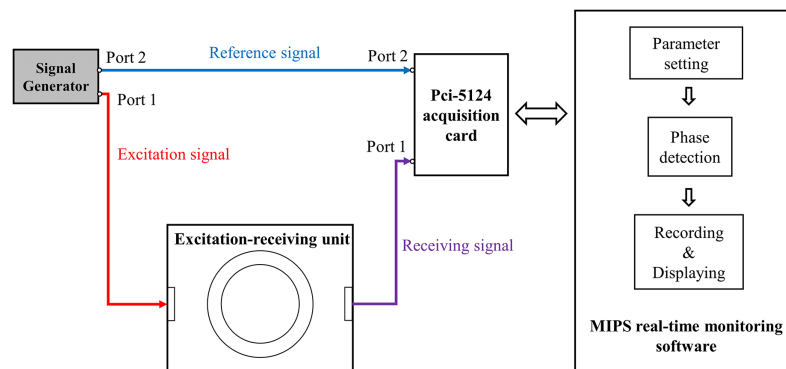 Signal
Generator
Port 2
Reference signal
Port 2
Port 1
Excitation signal
Pci-5124
acquisition
card
Port 1
Excitation-receiving unit
Receiving signal
Parameter
setting
Phase
detection
Recording
&
Displaying
MIPS real-time monitoring
software